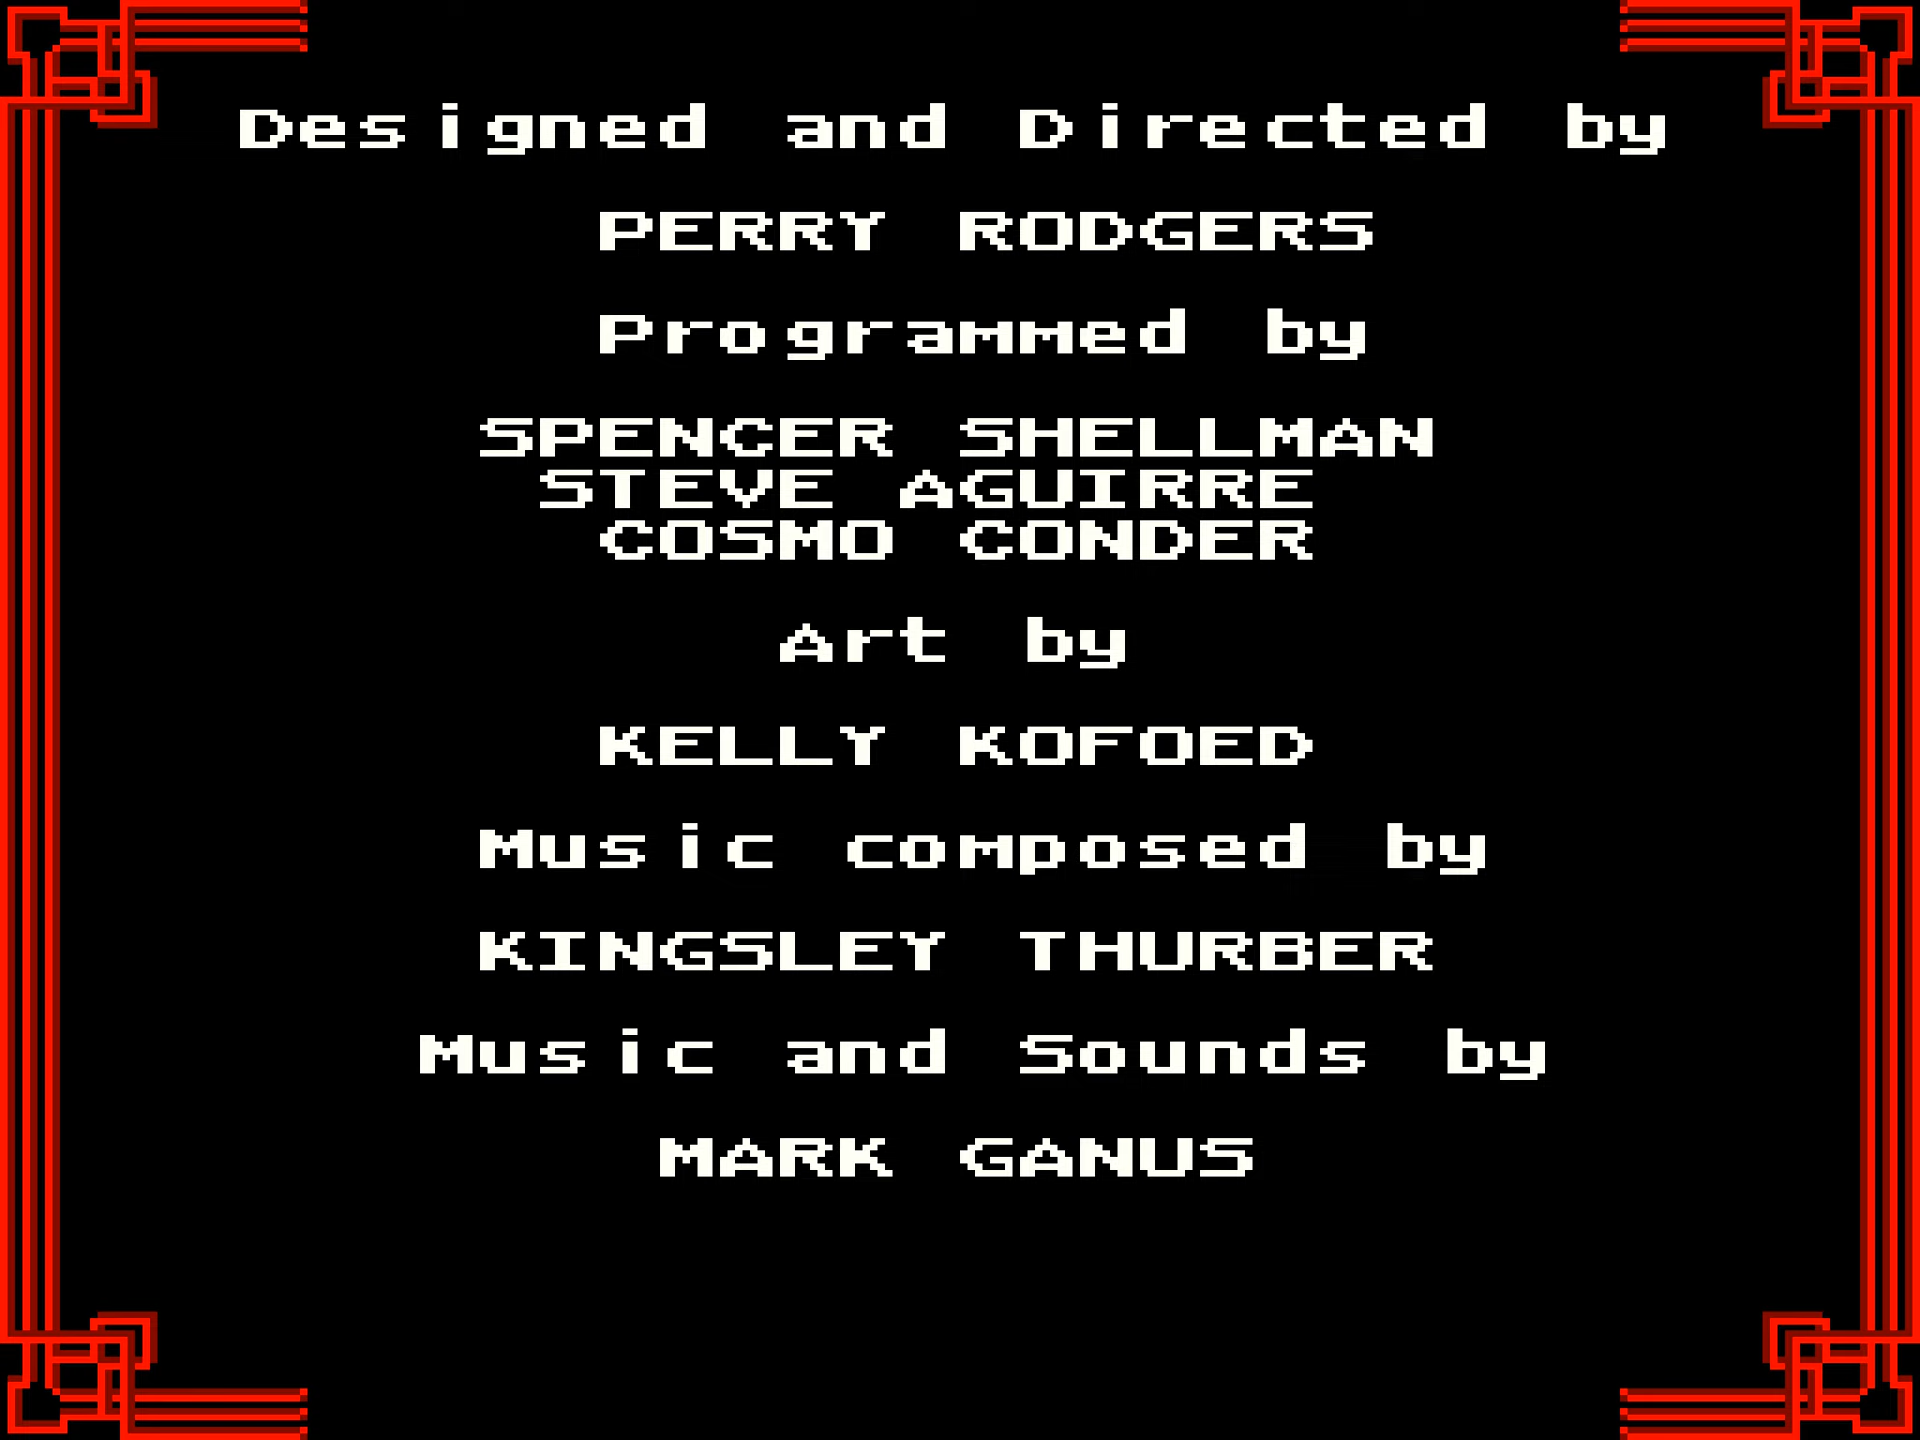 Designed and Directed by
PERRY RODGERS
Programmed by
SPENCER SHELLMAN
STEVE AGUIRRE
COSMO CONDER
Art by
KELLY KOFOED
Music composed by
KINGSLEY THURBER
Music and Sounds by
MARK GANUS